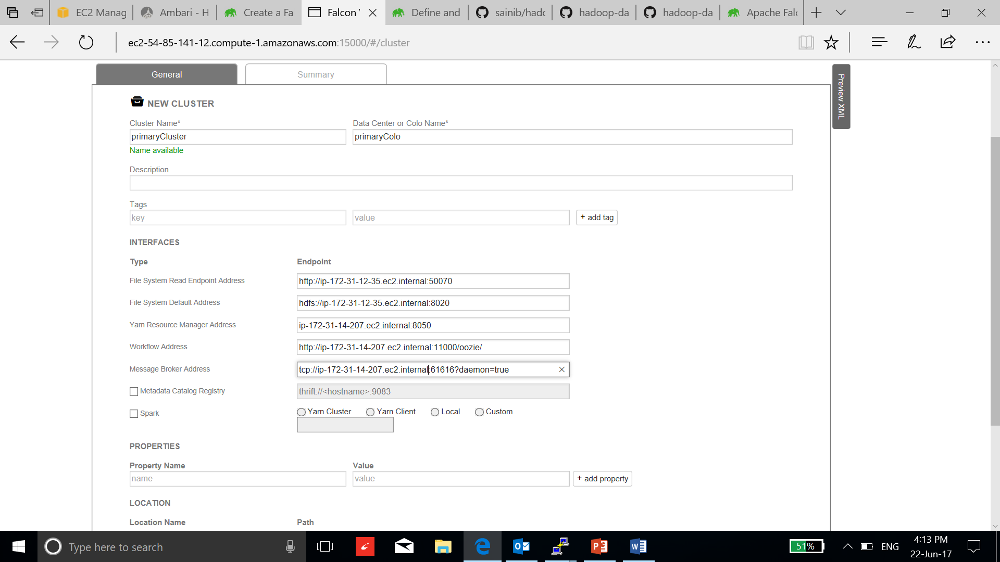 EC2 Manag
Ambari - H
Create a Fal
Falcon
Define and
sainib/hadc
hadoop-da
hadoop-da
Apache Falc
ec2-54-85-141-12.compute-1.amazonaws.com:15000/#/cluster
General
Summary
Preview XML
NEW CLUSTER
Cluster Name* Data Center or Colo Name*
primaryCluster primaryColo
Name available
Description
Tags
key value + add tag
INTERFACES
Type Endpoint
File System Read Endpoint Address hftp://ip-172-31-12-35.ec2.internal:50070
File System Default Address hdfs://ip-172-31-12-35.ec2.internal:8020
Yarn Resource Manager Address ip-172-31-14-207.ec2.internal:8050
Workflow Address http://ip-172-31-14-207.ec2.internal:11000/oozie/
Message Broker Address tcp://ip-172-31-14-207.ec2.internal:61616?daemon=true
Metadata Catalog Registry thrift://<hostname>:9083
Spark Yarn Cluster Yarn Client Local Custom
PROPERTIES
Property Name Value
name value + add property
LOCATION
Location Name Path
Type here to search
51%
ENG
4:13 PM
22-Jun-17